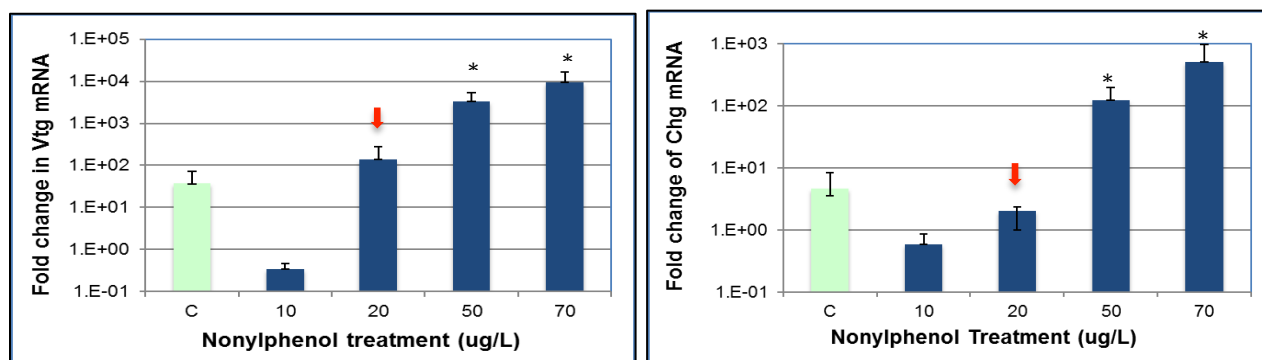 Fold change in Vtg mRNA
1.E+05
1.E+04
1.E+03
1.E+02
1.E+01
1.E+00
1.E-01
* *
C 10 20 50 70
Nonylphenol treatment (ug/L)
Fold change of Chg mRNA
1.E+03
1.E+02
1.E+01
1.E+00
1.E-01
* *
C 10 20 50 70
Nonylphenol Treatment (ug/L)